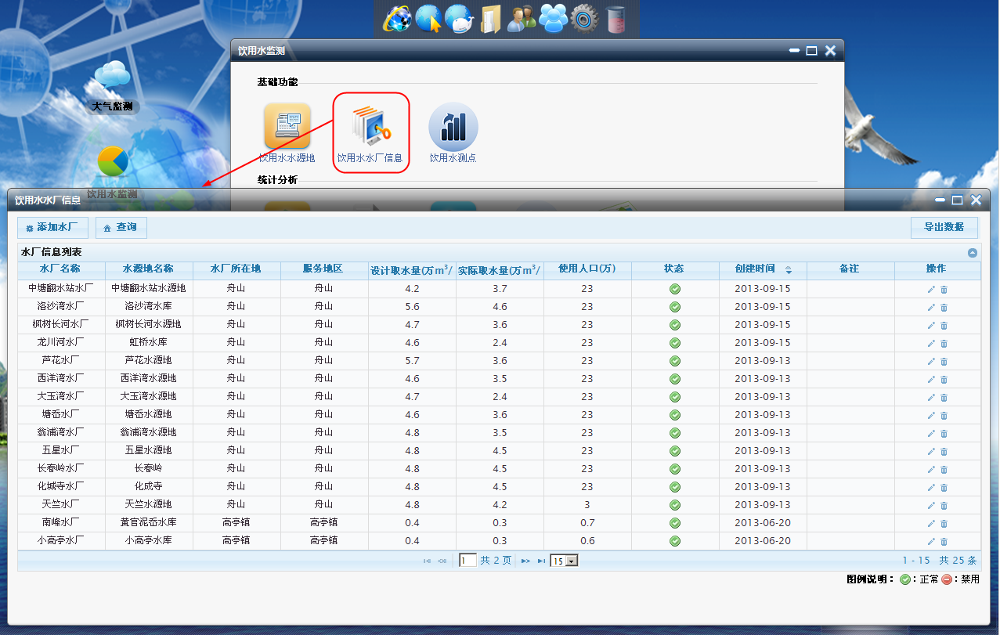 饮用水监测
基础功能
大气监测
饮用水水源地 饮用水水厂信息 饮用水测点
统计分析
饮用水监测
饮用水水厂信息
添加水厂 查询 导出数据
水厂信息列表
水厂名称 水源地名称 水厂所在地 服务地区 设计取水量(万m³/ 实际取水量(万m³/ 使用人口(万) 状态 创建时间 备注 操作
中塘翻水站水厂 中塘翻水站水源地 舟山 舟山 4.2 3.7 23 2013-09-15
洛沙湾水厂 洛沙湾水库 舟山 舟山 5.6 4.6 23 2013-09-15
枫树长河水厂 枫树长河水源地 舟山 舟山 4.7 3.6 23 2013-09-15
龙川河水厂 虹桥水库 舟山 舟山 4.6 2.4 23 2013-09-15
芦花水厂 芦花水源地 舟山 舟山 5.7 3.6 23 2013-09-13
西洋湾水厂 西洋湾水源地 舟山 舟山 4.6 3.5 23 2013-09-13
大玉湾水厂 大玉湾水源地 舟山 舟山 4.7 2.4 23 2013-09-13
塘岙水厂 塘岙水源地 舟山 舟山 4.6 3.6 23 2013-09-13
翁浦湾水厂 翁浦湾水源地 舟山 舟山 4.8 3.5 23 2013-09-13
五星水厂 五星水源地 舟山 舟山 4.8 4.5 23 2013-09-13
长春岭水厂 长春岭 舟山 舟山 4.8 4.5 23 2013-09-13
化城寺水厂 化成寺 舟山 舟山 4.8 4.5 23 2013-09-13
天竺水厂 天竺水源地 舟山 舟山 4.8 4.2 3 2013-09-13
南峰水厂 黄官泥岙水库 高亭镇 高亭镇 0.4 0.3 0.7 2013-06-20
小高亭水厂 小高亭水库 高亭镇 高亭镇 0.4 0.3 0.6 2013-06-20
1 共 2 页 15 1 - 15 共 25 条
图例说明： ：正常 ：禁用